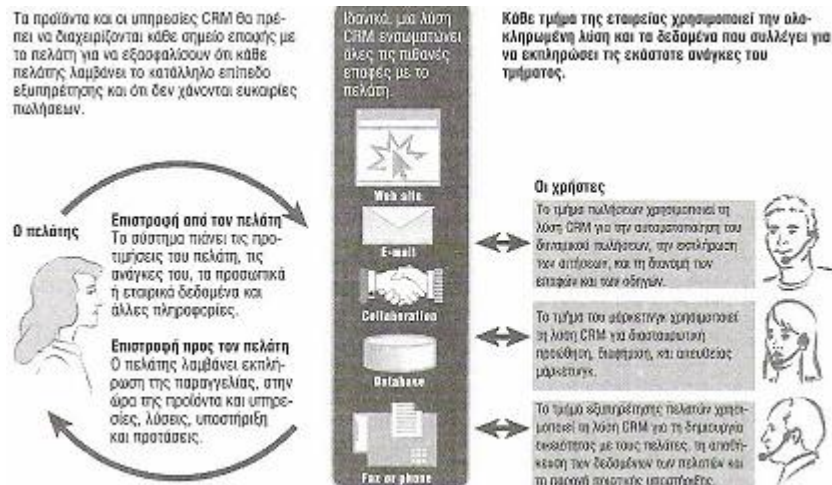 Τα προϊόντα και οι υπηρεσίες CRM θα πρέ-
πει να διαχειρίζονται κάθε σημείο επαφής με
το πελάτη για να εξασφαλίσουν ότι κάθε
πελάτης λαμβάνει το κατάλληλο επίπεδο
εξυπηρέτησης και ότι δεν χάνονται ευκαιρίες
πωλήσεων.
Ιδανικά, μια λύση
CRM ενσωματώνει
όλες τις πιθανές
επαφές με το
πελάτη.
Κάθε τμήμα της εταιρείας χρησιμοποιεί την ολο-
κληρωμένη λύση και τα δεδομένα που συλλέγει για
να εκπληρώσει τις εκάστοτε ανάγκες του
τμήματος.
Ο πελάτης
Επιστροφή από τον πελάτη
Το σύστημα πιάνει τις προ-
τιμήσεις του πελάτη, τις
ανάγκες του, τα προσωπικά
ή εταιρικά δεδομένα και
άλλες πληροφορίες.
Επιστροφή προς τον πελάτη
Ο πελάτης λαμβάνει εκπλή-
ρωση της παραγγελίας, στην
ώρα της προϊόντα και υπηρε-
σίες, λύσεις, υποστήριξη
και προτάσεις.
Web site
E-mail
Collaboration
Database
Fax or phone
Οι χρήστες
Το τμήμα πωλήσεων χρησιμοποιεί τη
λύση CRM για την αυτοματοποίηση του
δυναμικού πωλήσεων, την εκπλήρωση
των αιτήσεων, και τη διανομή των
επαφών και των οδηγών.
Το τμήμα του μάρκετινγκ χρησιμοποιεί
τη λύση CRM για διασταυρωτική
προώθηση, διαφήμιση, και απευθείας
μάρκετινγκ.
Το τμήμα εξυπηρέτησης πελατών χρησι-
μοποιεί τη λύση CRM για τη δημιουργία
οικειότητας με τους πελάτες, τη αποθή-
κευση των δεδομένων των πελατών και
τα παροχή ποιοτικής υποστήριξης.